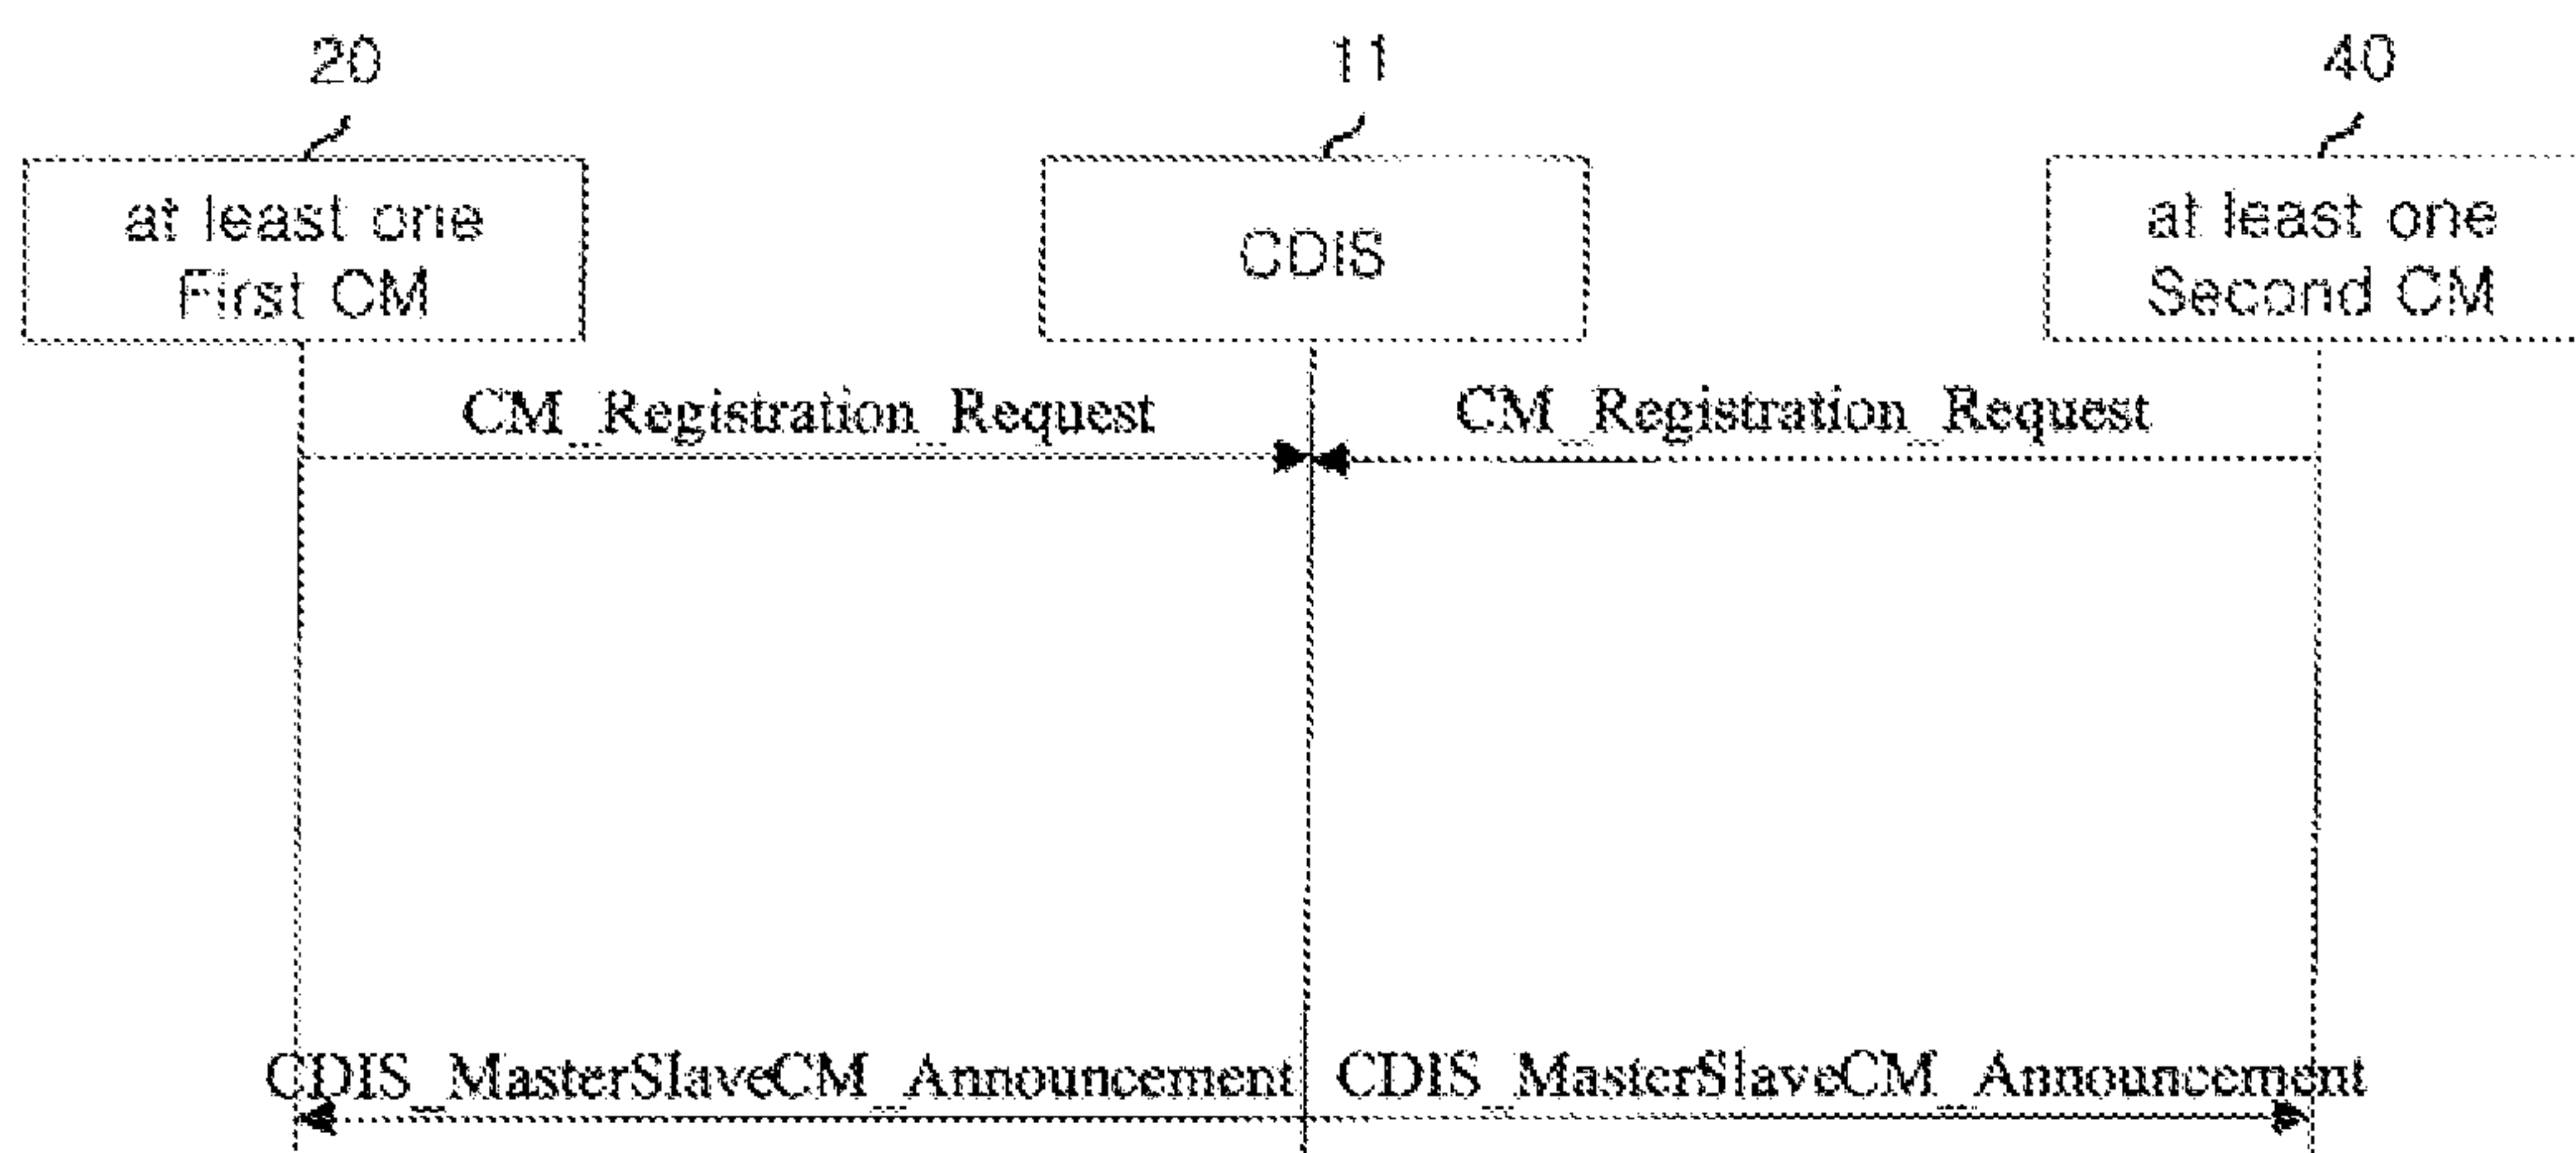 20
11
40
at least one
First CM
CDIS
at least one
Second CM
CM_Registration_Request
CM_Registration_Request
CDIS_MasterSlaveCM_Announcement
CDIS_MasterSlaveCM_Announcement